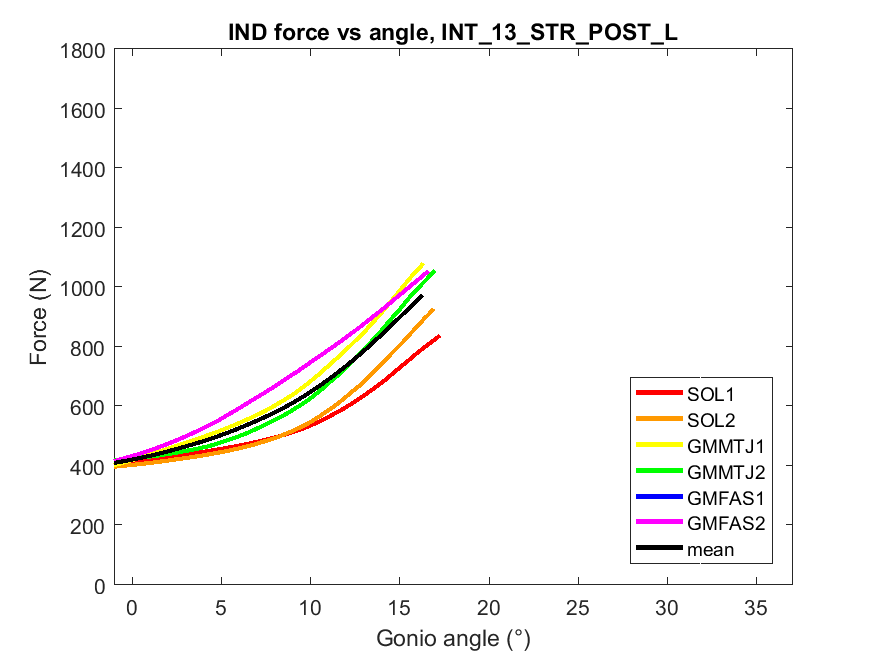 IND force vs angle, INT_13_STR_POST_L
1800
1600
1400
1200
1000
800
600
400
200
0
Force (N)
0 5 10 15 20 25 30 35
Gonio angle (°)
SOL1
SOL2
GMMTJ1
GMMTJ2
GMFAS1
GMFAS2
mean